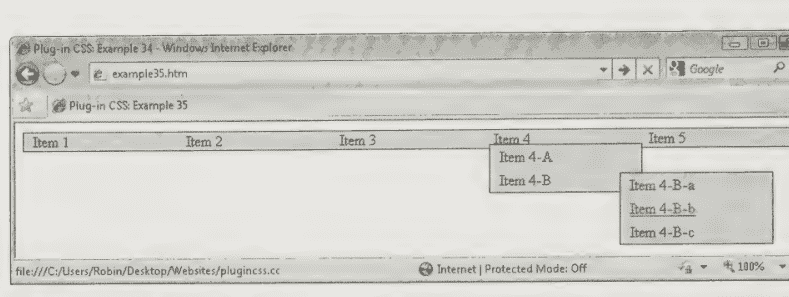 Plug-in CSS: Example 34 - Windows Internet Explorer
example35.htm Google
Plug-in CSS: Example 35
Item 1 Item 2 Item 3 Item 4 Item 5
Item 4-A
Item 4-B
Item 4-B-a
Item 4-B-b
Item 4-B-c
file:///C:/Users/Robin/Desktop/Websites/plugincss.cc Internet | Protected Mode: Off 100%